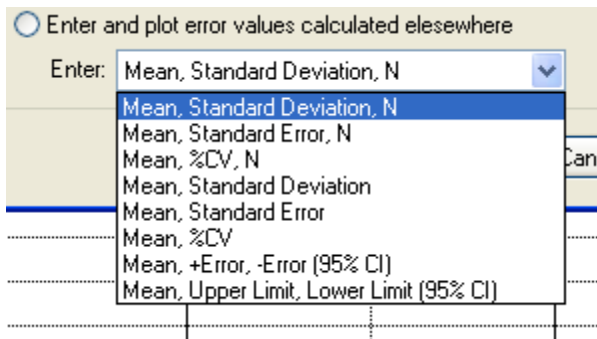 Enter and plot error values calculated elesewhere
Enter: Mean, Standard Deviation, N
Mean, Standard Deviation, N
Mean, Standard Error, N
Mean, %CV, N
Can
Mean, Standard Deviation
Mean, Standard Error
Mean, %CV
Mean, +Error, -Error (95% CI)
Mean, Upper Limit, Lower Limit (95% CI)